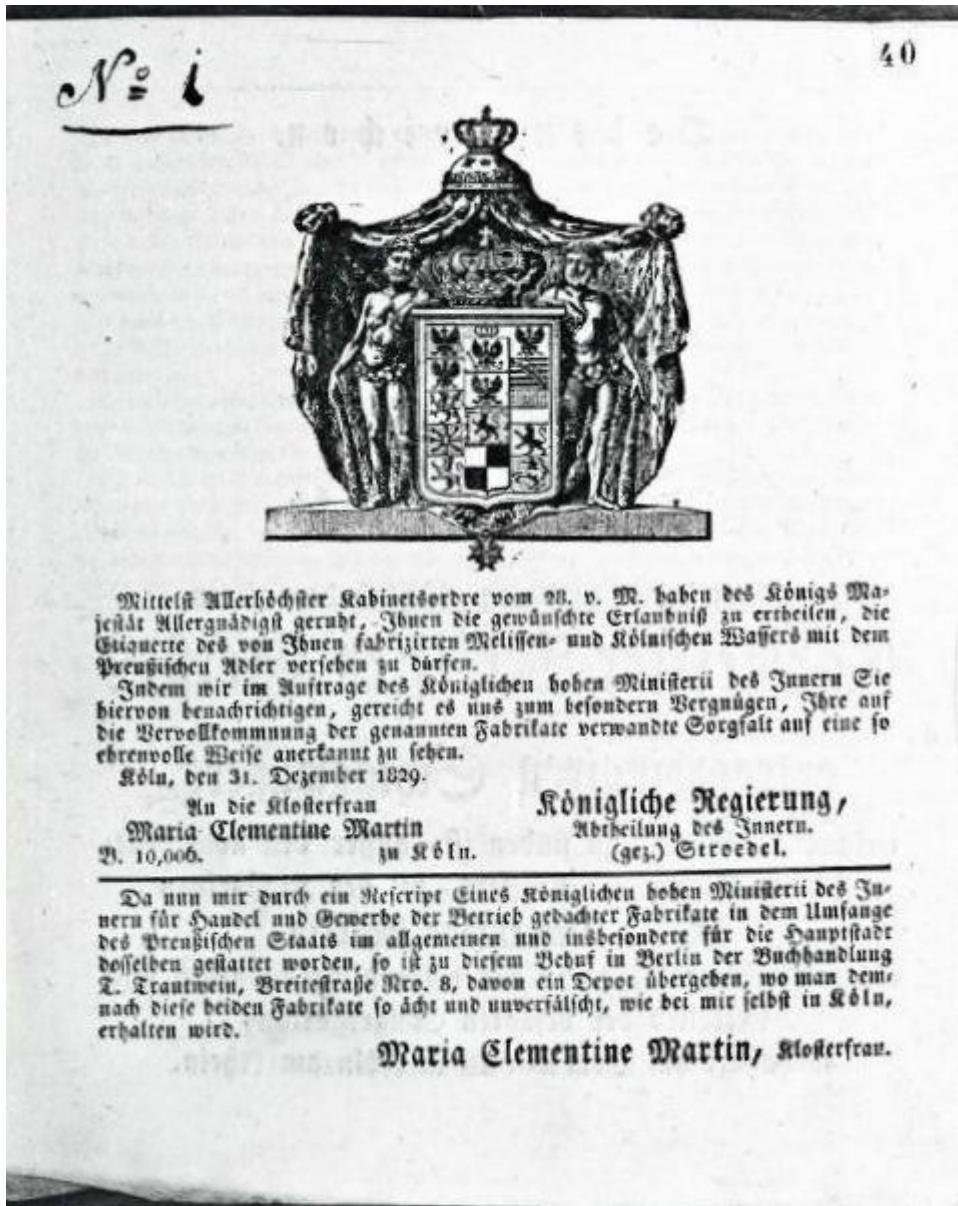 40
No 1
Mittelst Allerhöchster Kabinetsordre vom 28. v. M. haben des Königs Ma-
jestät Allergnädigst geruht, Ihnen die gewünschte Erlaubniß zu ertheilen, die
Etiquette des von Ihnen fabrizirten Melissen- und Kölnischen Wassers mit dem
Preußischen Adler versehen zu dürfen.
Indem wir im Auftrage des Königlichen hohen Ministerii des Innern Sie
hiervon benachrichtigen, gereicht es uns zum besondern Vergnügen, Ihre auf
die Vervollkommnung der genannten Fabrikate verwandte Sorgfalt auf eine so
ehrenvolle Weise anerkannt zu sehen.
Köln, den 31. Dezember 1829.
An die Klosterfrau
Maria Clementine Martin
B. 10,006. zu Köln.
Königliche Regierung,
Abtheilung des Innern.
(gez.) Stroedel.
Da nun mir durch ein Rescript Eines Königlichen hohen Ministerii des In-
nern für Handel und Gewerbe der Betrieb gedachter Fabrikate in dem Umfange
des Preußischen Staats im allgemeinen und insbesondere für die Hauptstadt
desselben gestattet worden, so ist zu diesem Behuf in Berlin der Buchhandlung
T. Trautwein, Breitestraße Nro. 8, davon ein Depot übergeben, wo man dem-
nach diese beiden Fabrikate so ächt und unverfälscht, wie bei mir selbst in Köln,
erhalten wird.
Maria Clementine Martin, Klosterfrau.